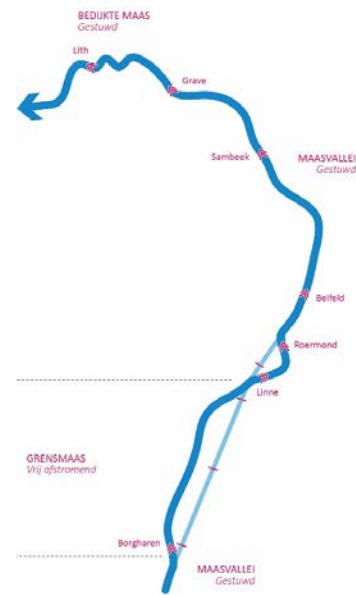 BEDIJKTE MAAS
Gestuwd
Lith
Grave
Sambeek
MAASVALLEI
Gestuwd
Belfeld
Roermond
Linne
GRENSMAAS
Vrij afstromend
Borgharen
MAASVALLEI
Gestuwd